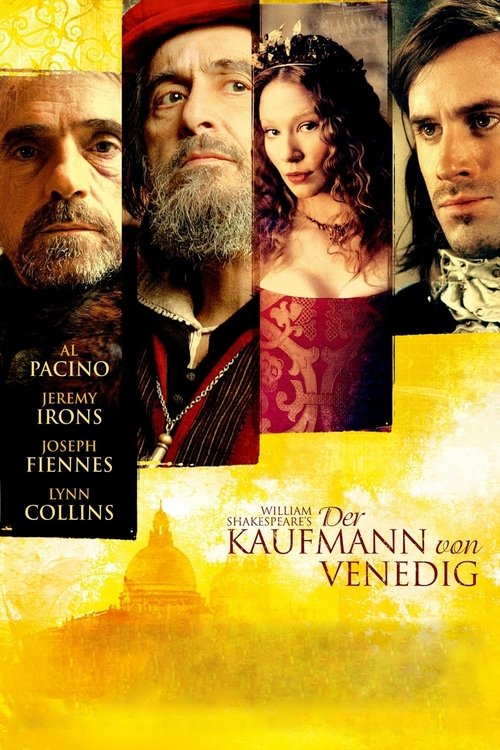 AL
PACINO
JEREMY
IRONS
JOSEPH
FIENNES
LYNN
COLLINS
WILLIAM
SHAKESPEARE'S
Der
KAUFMANN von
VENEDIG